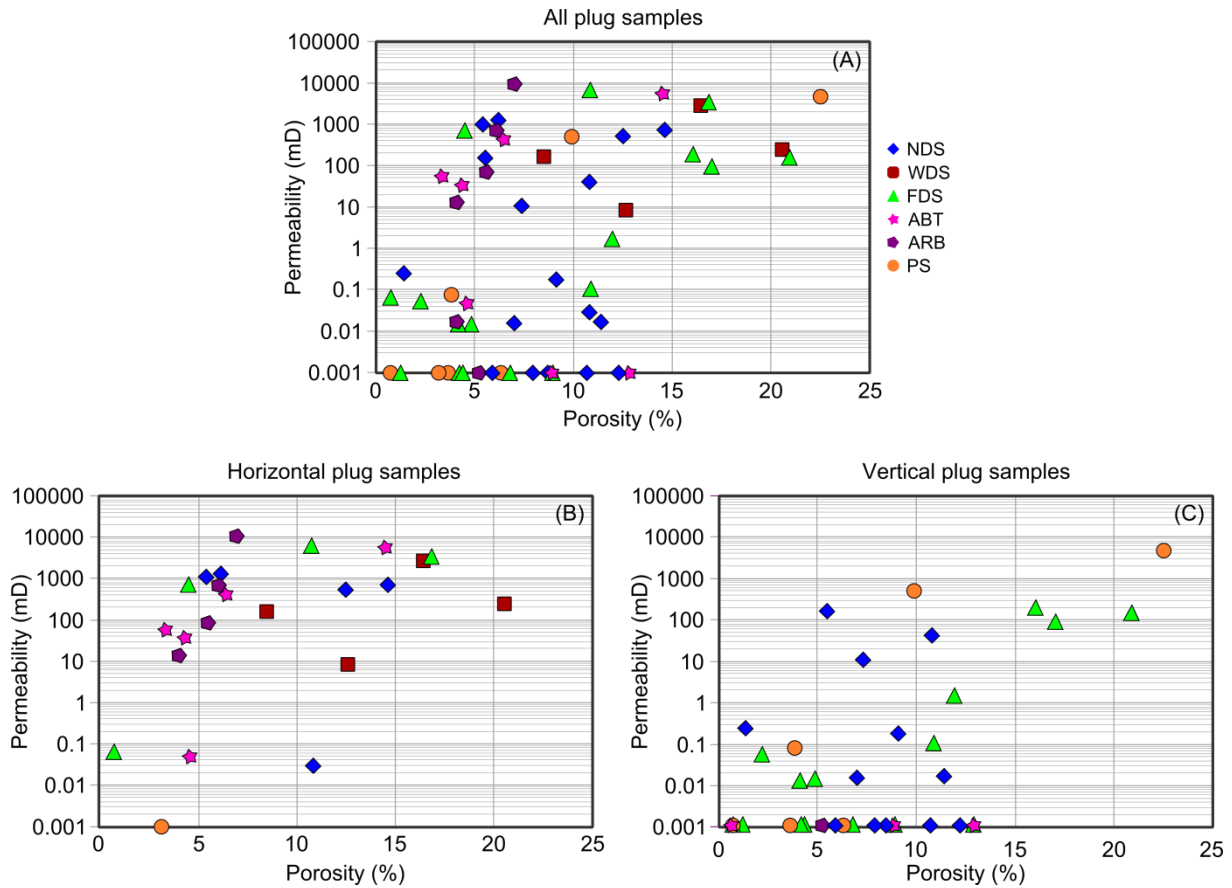 All plug samples
(A)
100000
10000
1000
100
10
1
0.1
0.01
0.001
Permeability (mD)
0 5 10 15 20 25
Porosity (%)
NDS
WDS
FDS
ABT
ARB
PS
Horizontal plug samples
(B)
100000
10000
1000
100
10
1
0.1
0.01
0.001
Permeability (mD)
0 5 10 15 20 25
Porosity (%)
Vertical plug samples
(C)
100000
10000
1000
100
10
1
0.1
0.01
0.001
Permeability (mD)
0 5 10 15 20 25
Porosity (%)